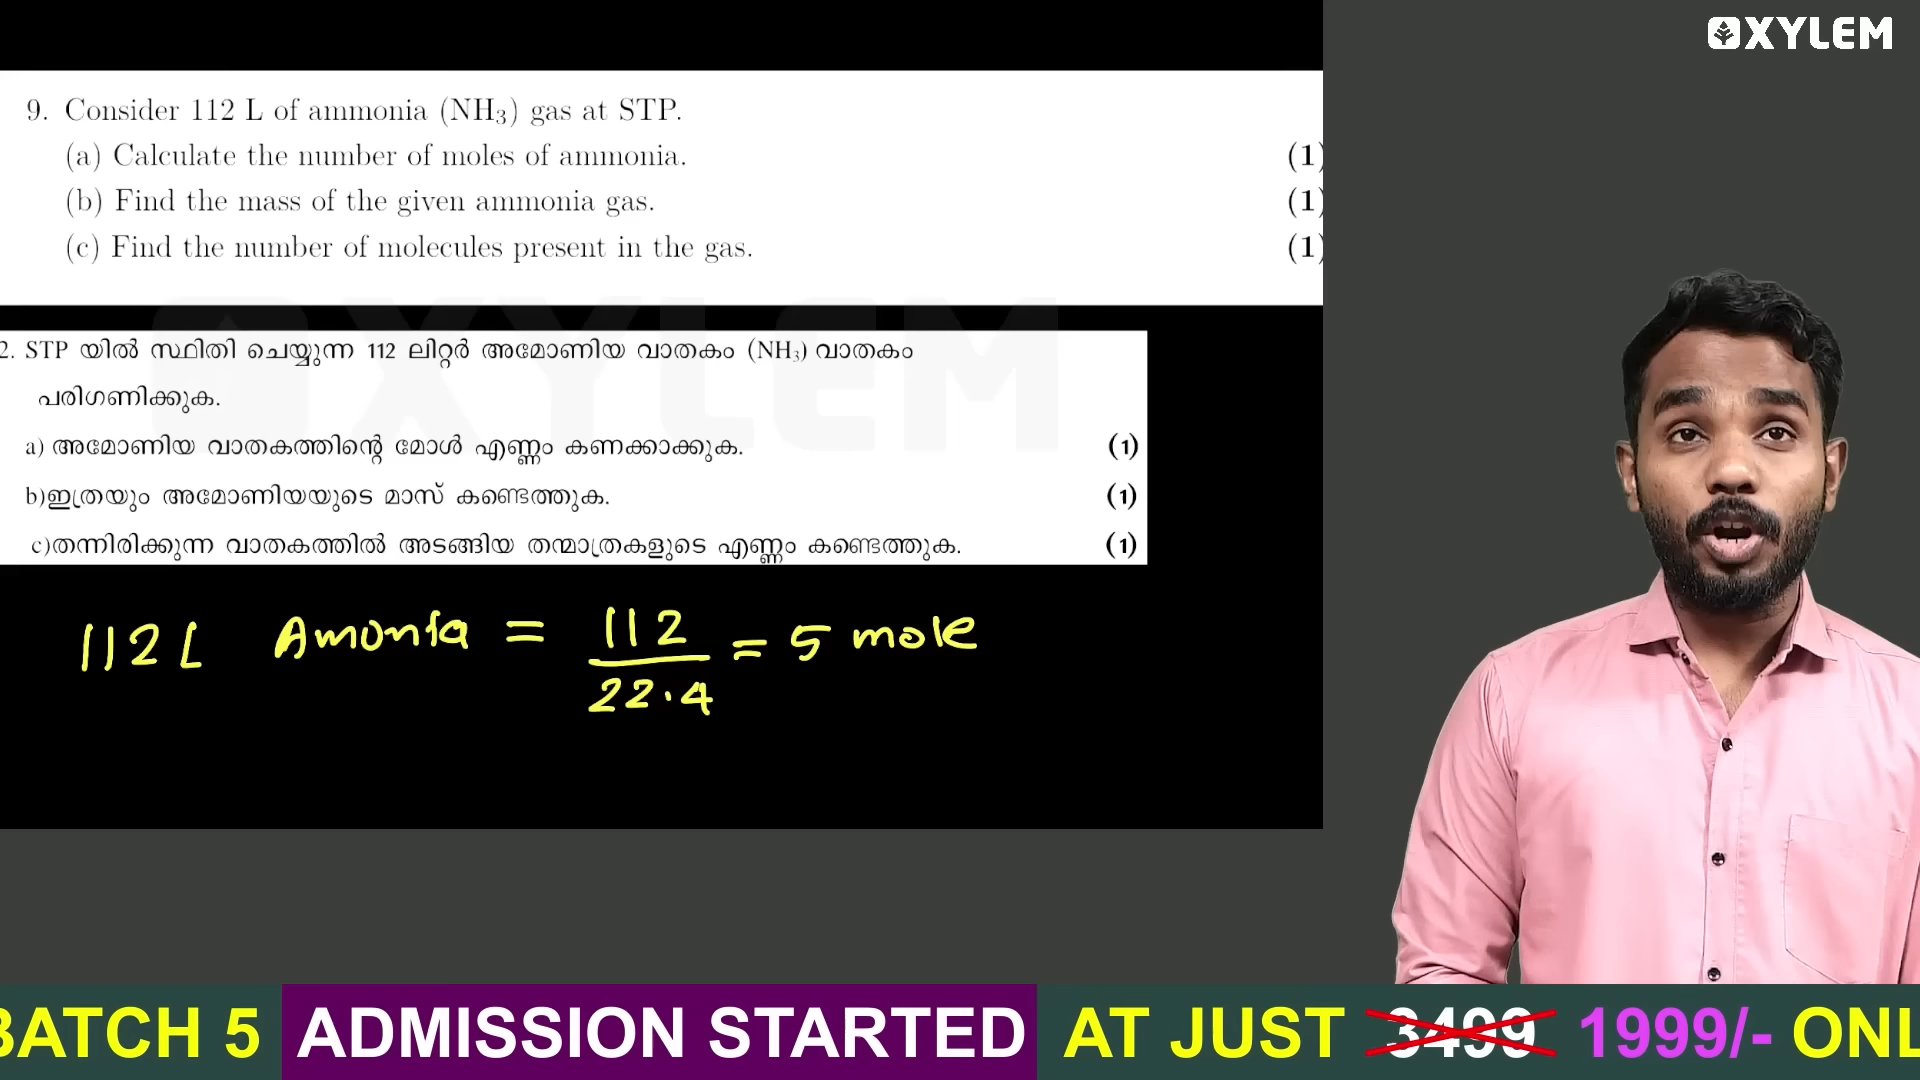 XYLEM
9. Consider 112 L of ammonia (NH₃) gas at STP.
(a) Calculate the number of moles of ammonia. (1)
(b) Find the mass of the given ammonia gas. (1)
(c) Find the number of molecules present in the gas. (1)
2. STP യിൽ സ്ഥിതി ചെയ്യുന്ന 112 ലിറ്റർ അമോണിയ വാതകം (NH₃) വാതകം
പരിഗണിക്കുക.
a) അമോണിയ വാതകത്തിന്റെ മോൾ എണ്ണം കണക്കാക്കുക. (1)
b)ഇത്രയും അമോണിയയുടെ മാസ് കണ്ടെത്തുക. (1)
c)തന്നിരിക്കുന്ന വാതകത്തിൽ അടങ്ങിയ തന്മാത്രകളുടെ എണ്ണം കണ്ടെത്തുക. (1)
112 L Amonia = 112 / 22.4 = 5 mole
BATCH 5 ADMISSION STARTED AT JUST 3499 1999/- ONL